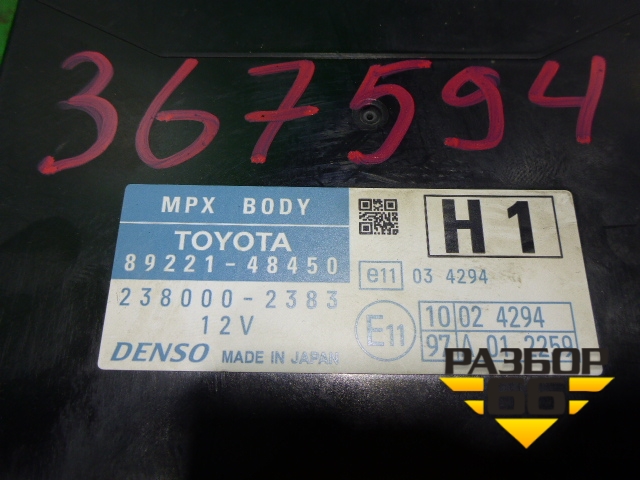 367594
MPX BODY
TOYOTA
89221-48450
238000-2383
12V
DENSO MADE IN JAPAN
H1
e11 03 4294
E11
10 02 4294
97 A 01 2259
РАЗБОР
66